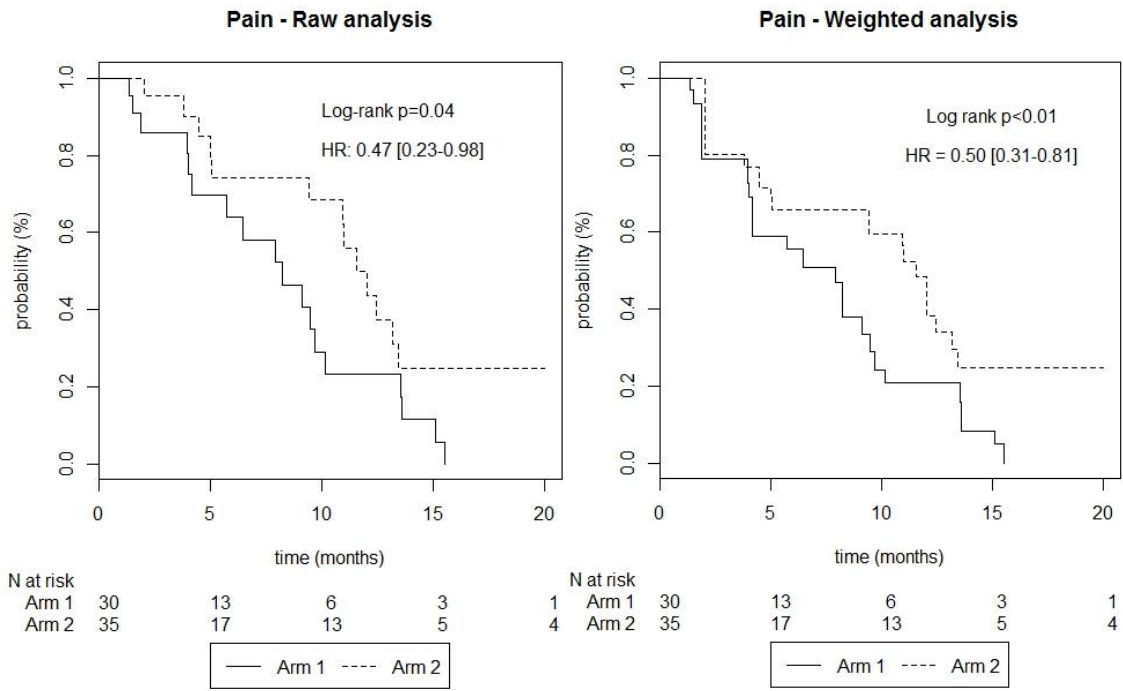 Pain - Raw analysis
Log-rank p=0.04
HR: 0.47 [0.23-0.98]
probability (%)
0.0
0.2
0.4
0.6
0.8
1.0
0 5 10 15 20
time (months)
N at risk
Arm 1 30 13 6 3 1
Arm 2 35 17 13 5 4
Arm 1 Arm 2
Pain - Weighted analysis
Log rank p<0.01
HR = 0.50 [0.31-0.81]
probability (%)
0.0
0.2
0.4
0.6
0.8
1.0
0 5 10 15 20
time (months)
N at risk
Arm 1 30 13 6 3 1
Arm 2 35 17 13 5 4
Arm 1 Arm 2